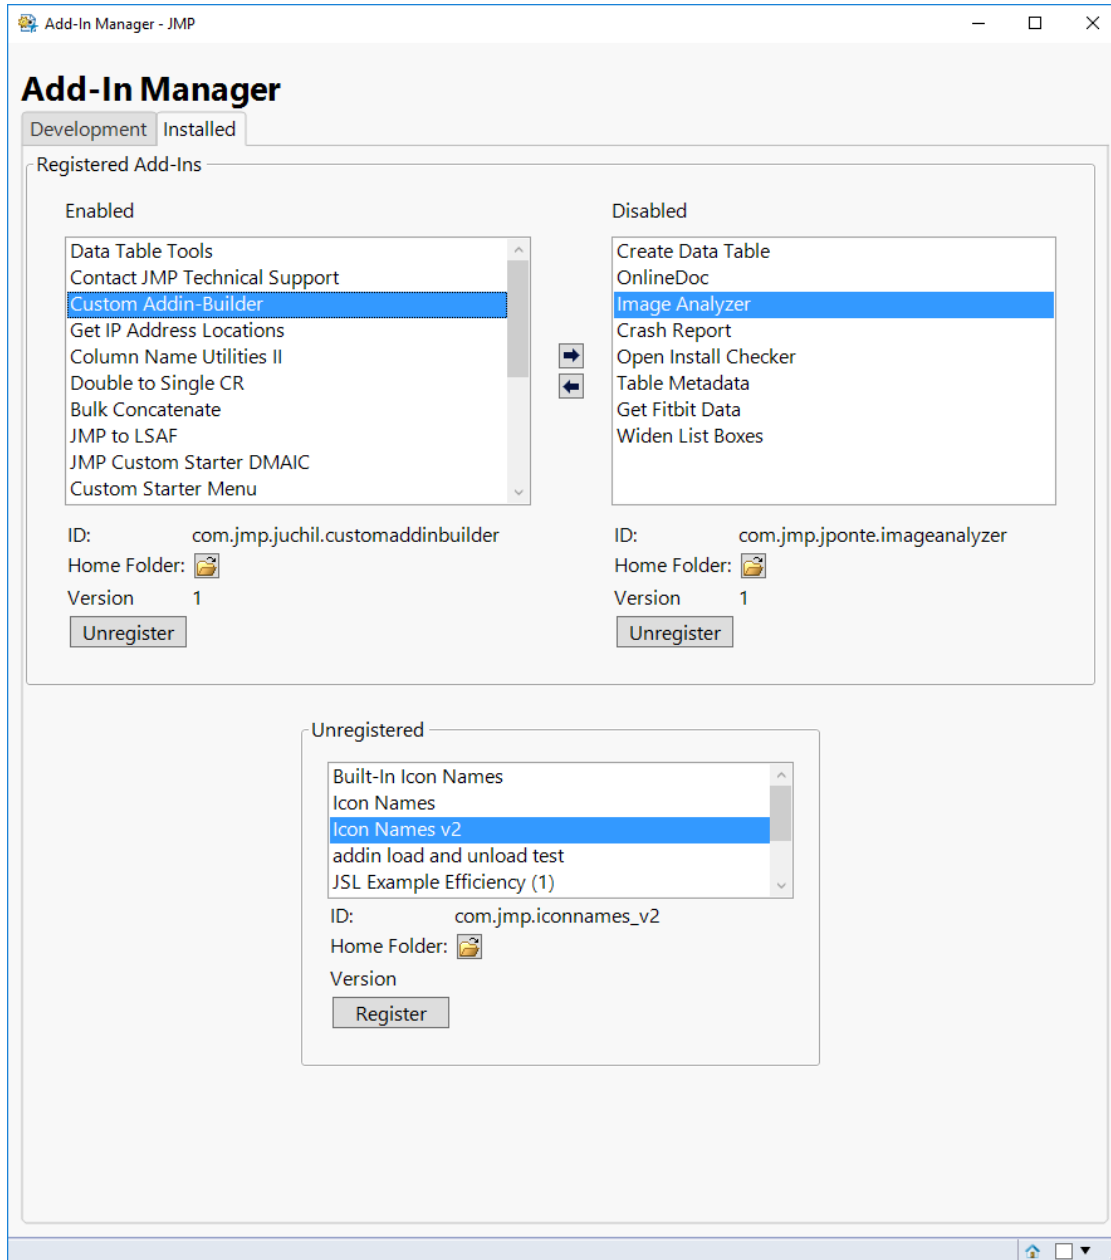 Add-In Manager - JMP
Add-In Manager
Development Installed
Registered Add-Ins
Enabled
Data Table Tools
Contact JMP Technical Support
Custom Addin-Builder
Get IP Address Locations
Column Name Utilities II
Double to Single CR
Bulk Concatenate
JMP to LSAF
JMP Custom Starter DMAIC
Custom Starter Menu
ID: com.jmp.juchil.customaddinbuilder
Home Folder:
Version 1
Unregister
Disabled
Create Data Table
OnlineDoc
Image Analyzer
Crash Report
Open Install Checker
Table Metadata
Get Fitbit Data
Widen List Boxes
ID: com.jmp.jponte.imageanalyzer
Home Folder:
Version 1
Unregister
Unregistered
Built-In Icon Names
Icon Names
Icon Names v2
addin load and unload test
JSL Example Efficiency (1)
ID: com.jmp.iconnames_v2
Home Folder:
Version
Register